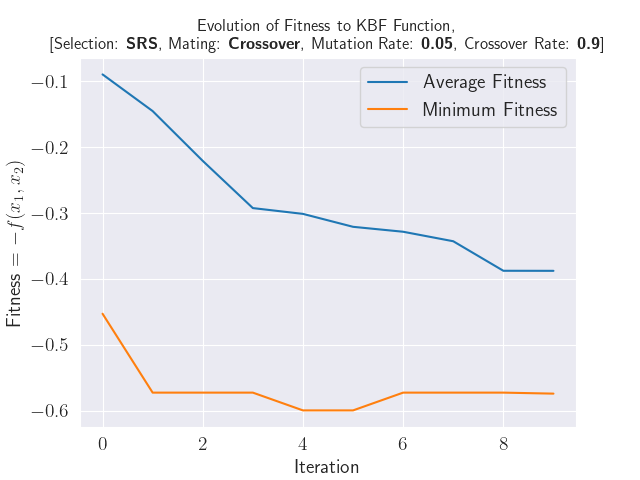 Evolution of Fitness to KBF Function,
[Selection: SRS, Mating: Crossover, Mutation Rate: 0.05, Crossover Rate: 0.9]
Average Fitness
Minimum Fitness
Fitness = −f(x₁, x₂)
−0.1
−0.2
−0.3
−0.4
−0.5
−0.6
0 2 4 6 8
Iteration